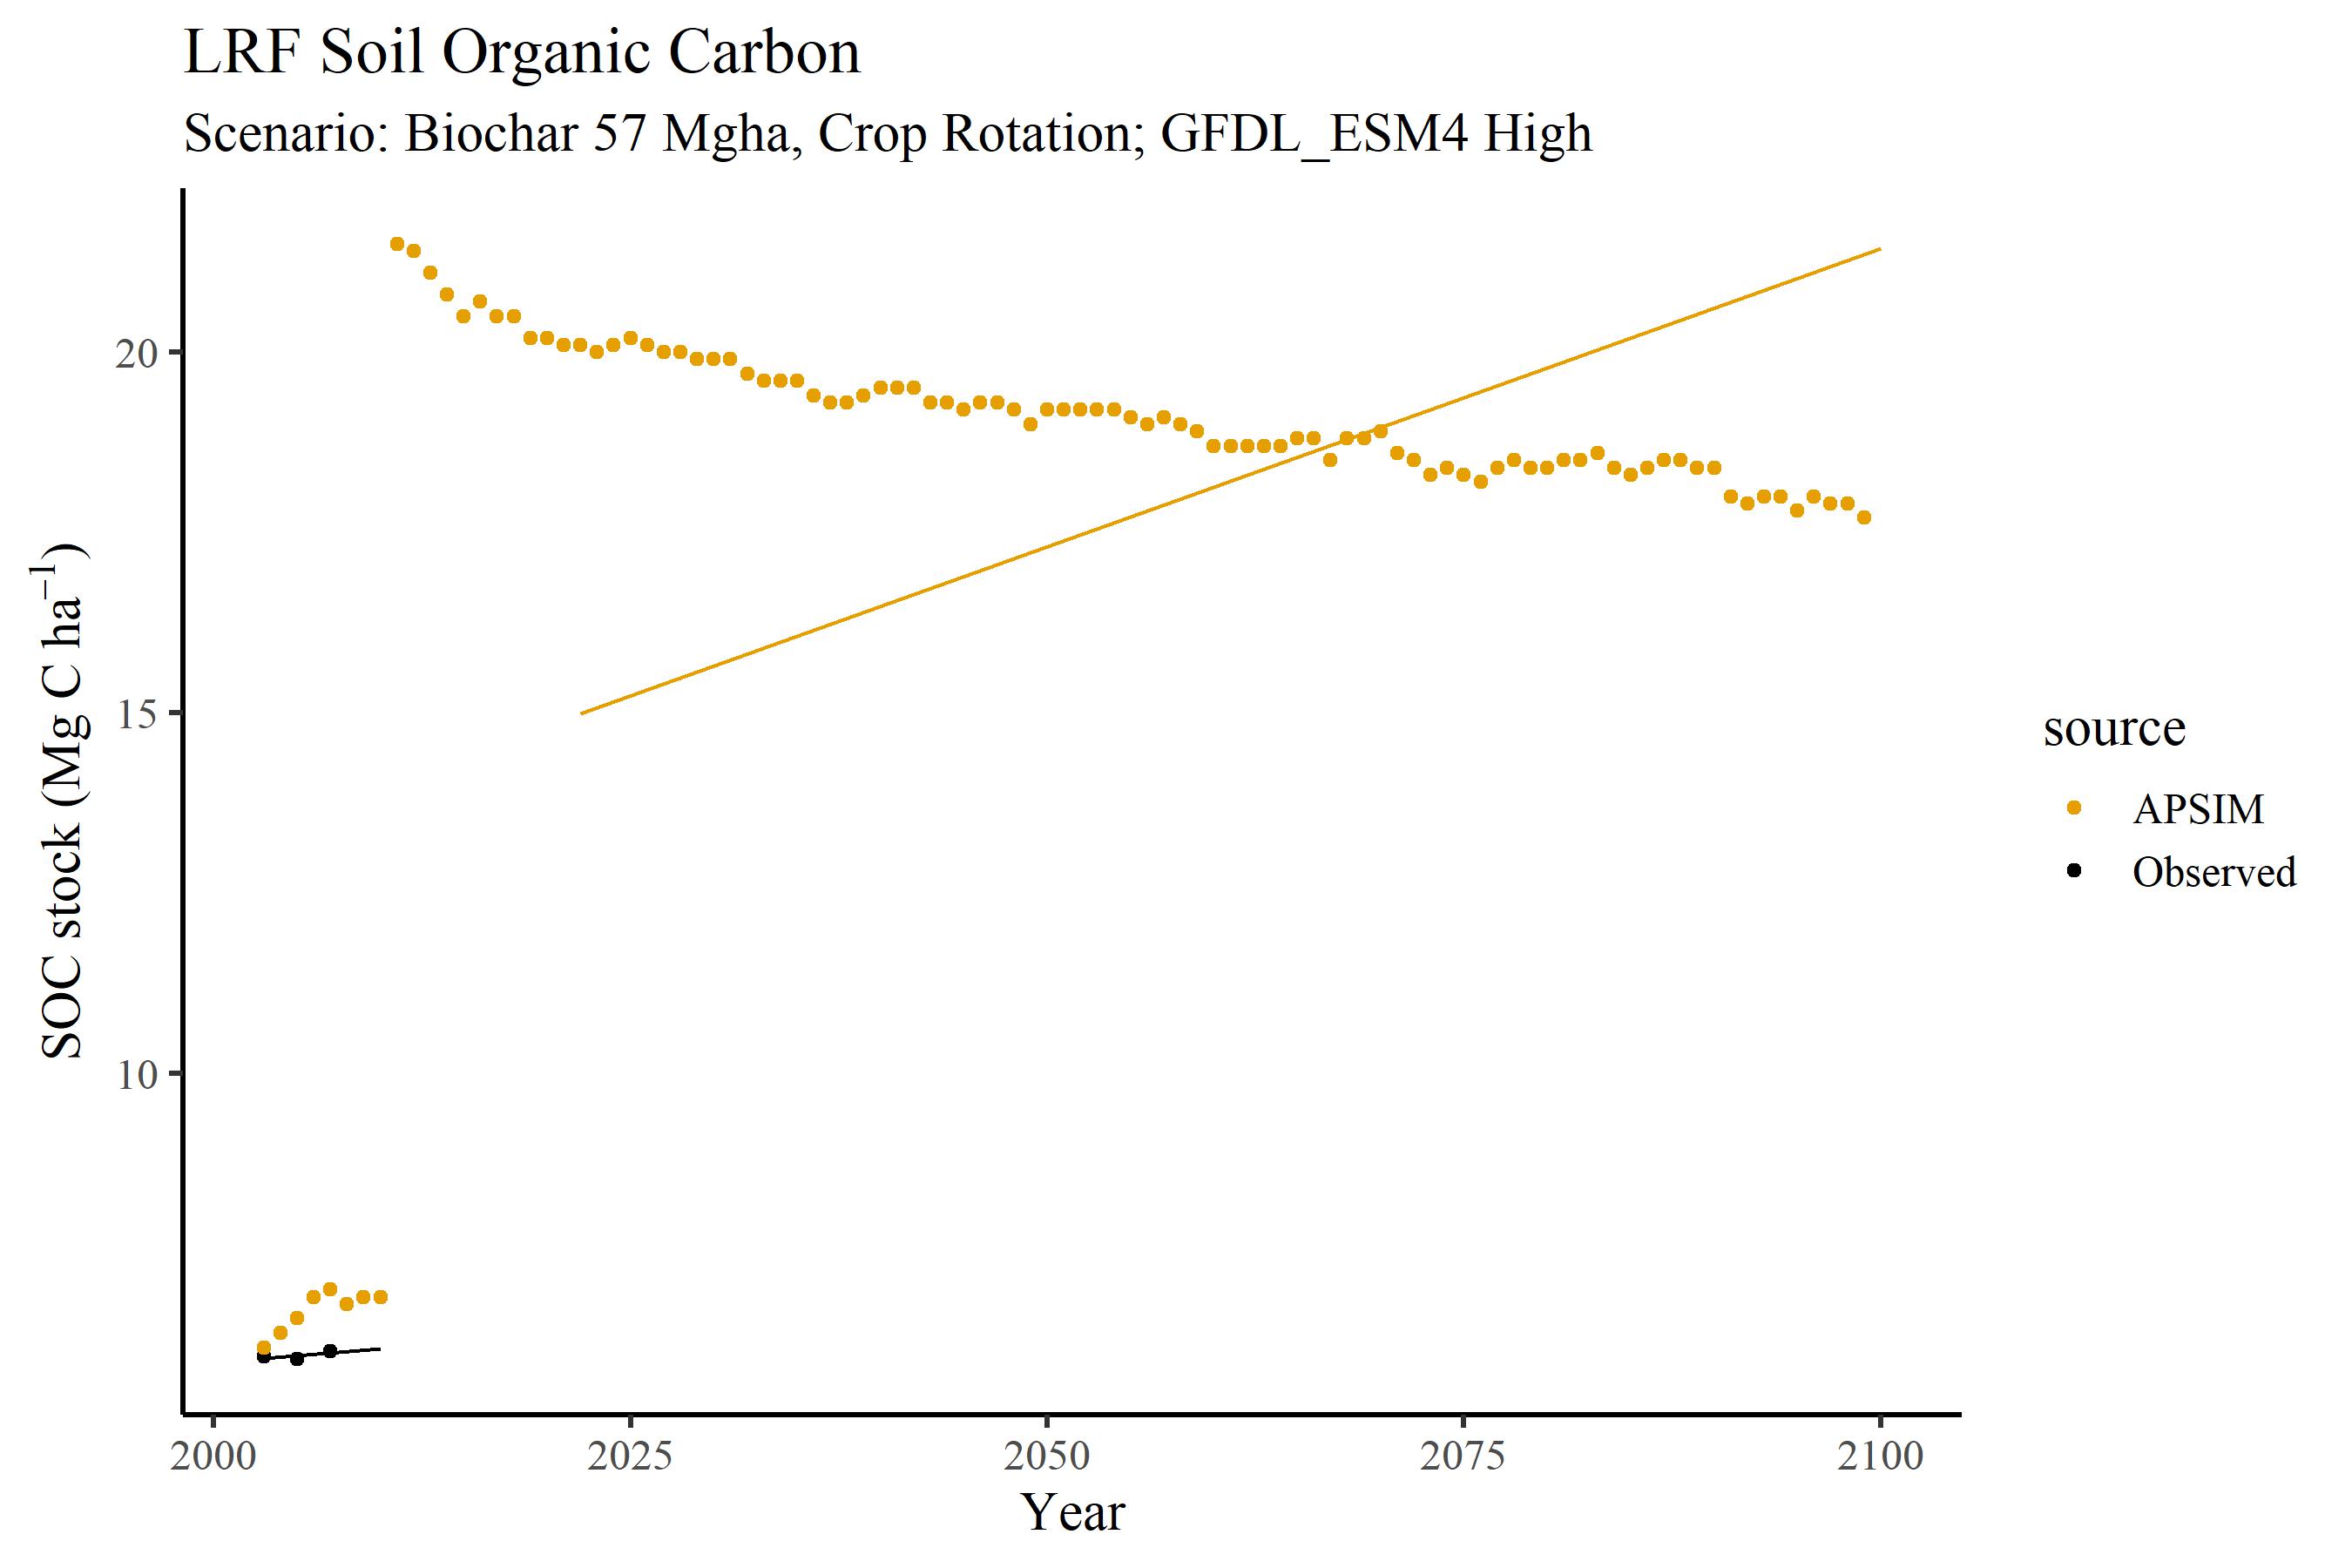 LRF Soil Organic Carbon
Scenario: Biochar 57 Mgha, Crop Rotation; GFDL_ESM4 High
SOC stock (Mg C ha⁻¹)
20
15
10
2000
2025
2050
2075
2100
Year
source
APSIM
Observed